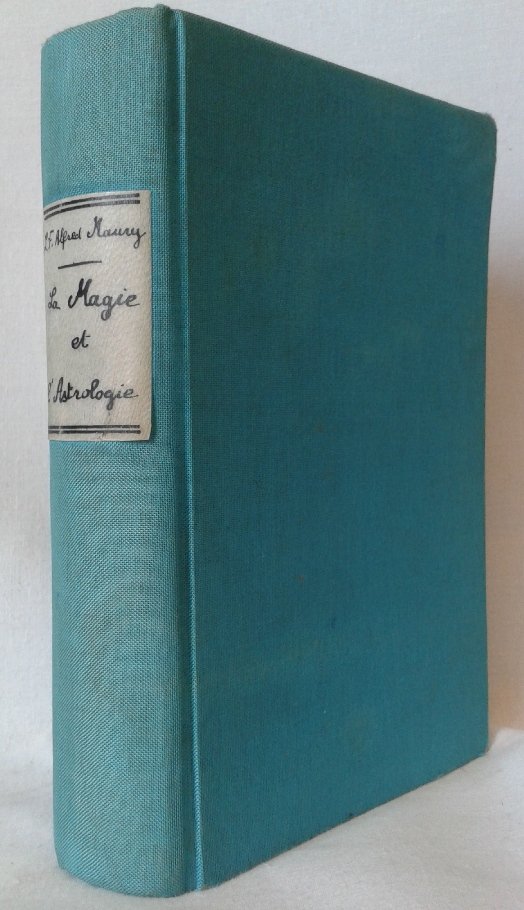 L.F. Alfred Maury
La Magie
et
l'Astrologie